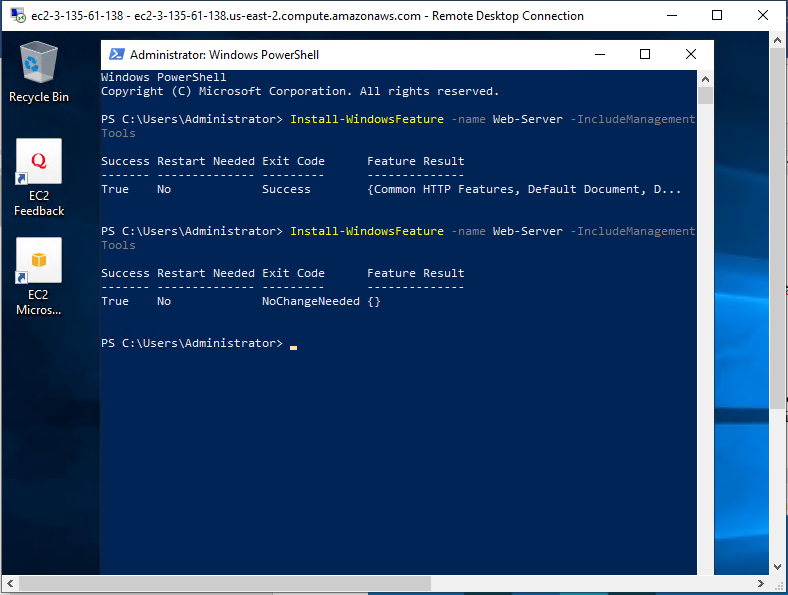 ec2-3-135-61-138 - ec2-3-135-61-138.us-east-2.compute.amazonaws.com - Remote Desktop Connection
Recycle Bin
Q
EC2
Feedback
EC2
Micros...
Administrator: Windows PowerShell
Windows PowerShell
Copyright (C) Microsoft Corporation. All rights reserved.
PS C:\Users\Administrator> Install-WindowsFeature -name Web-Server -IncludeManagement
Tools
Success Restart Needed Exit Code      Feature Result
------- -------------- ---------      --------------
True    No             Success        {Common HTTP Features, Default Document, D...
PS C:\Users\Administrator> Install-WindowsFeature -name Web-Server -IncludeManagement
Tools
Success Restart Needed Exit Code      Feature Result
------- -------------- ---------      --------------
True    No             NoChangeNeeded {}
PS C:\Users\Administrator>